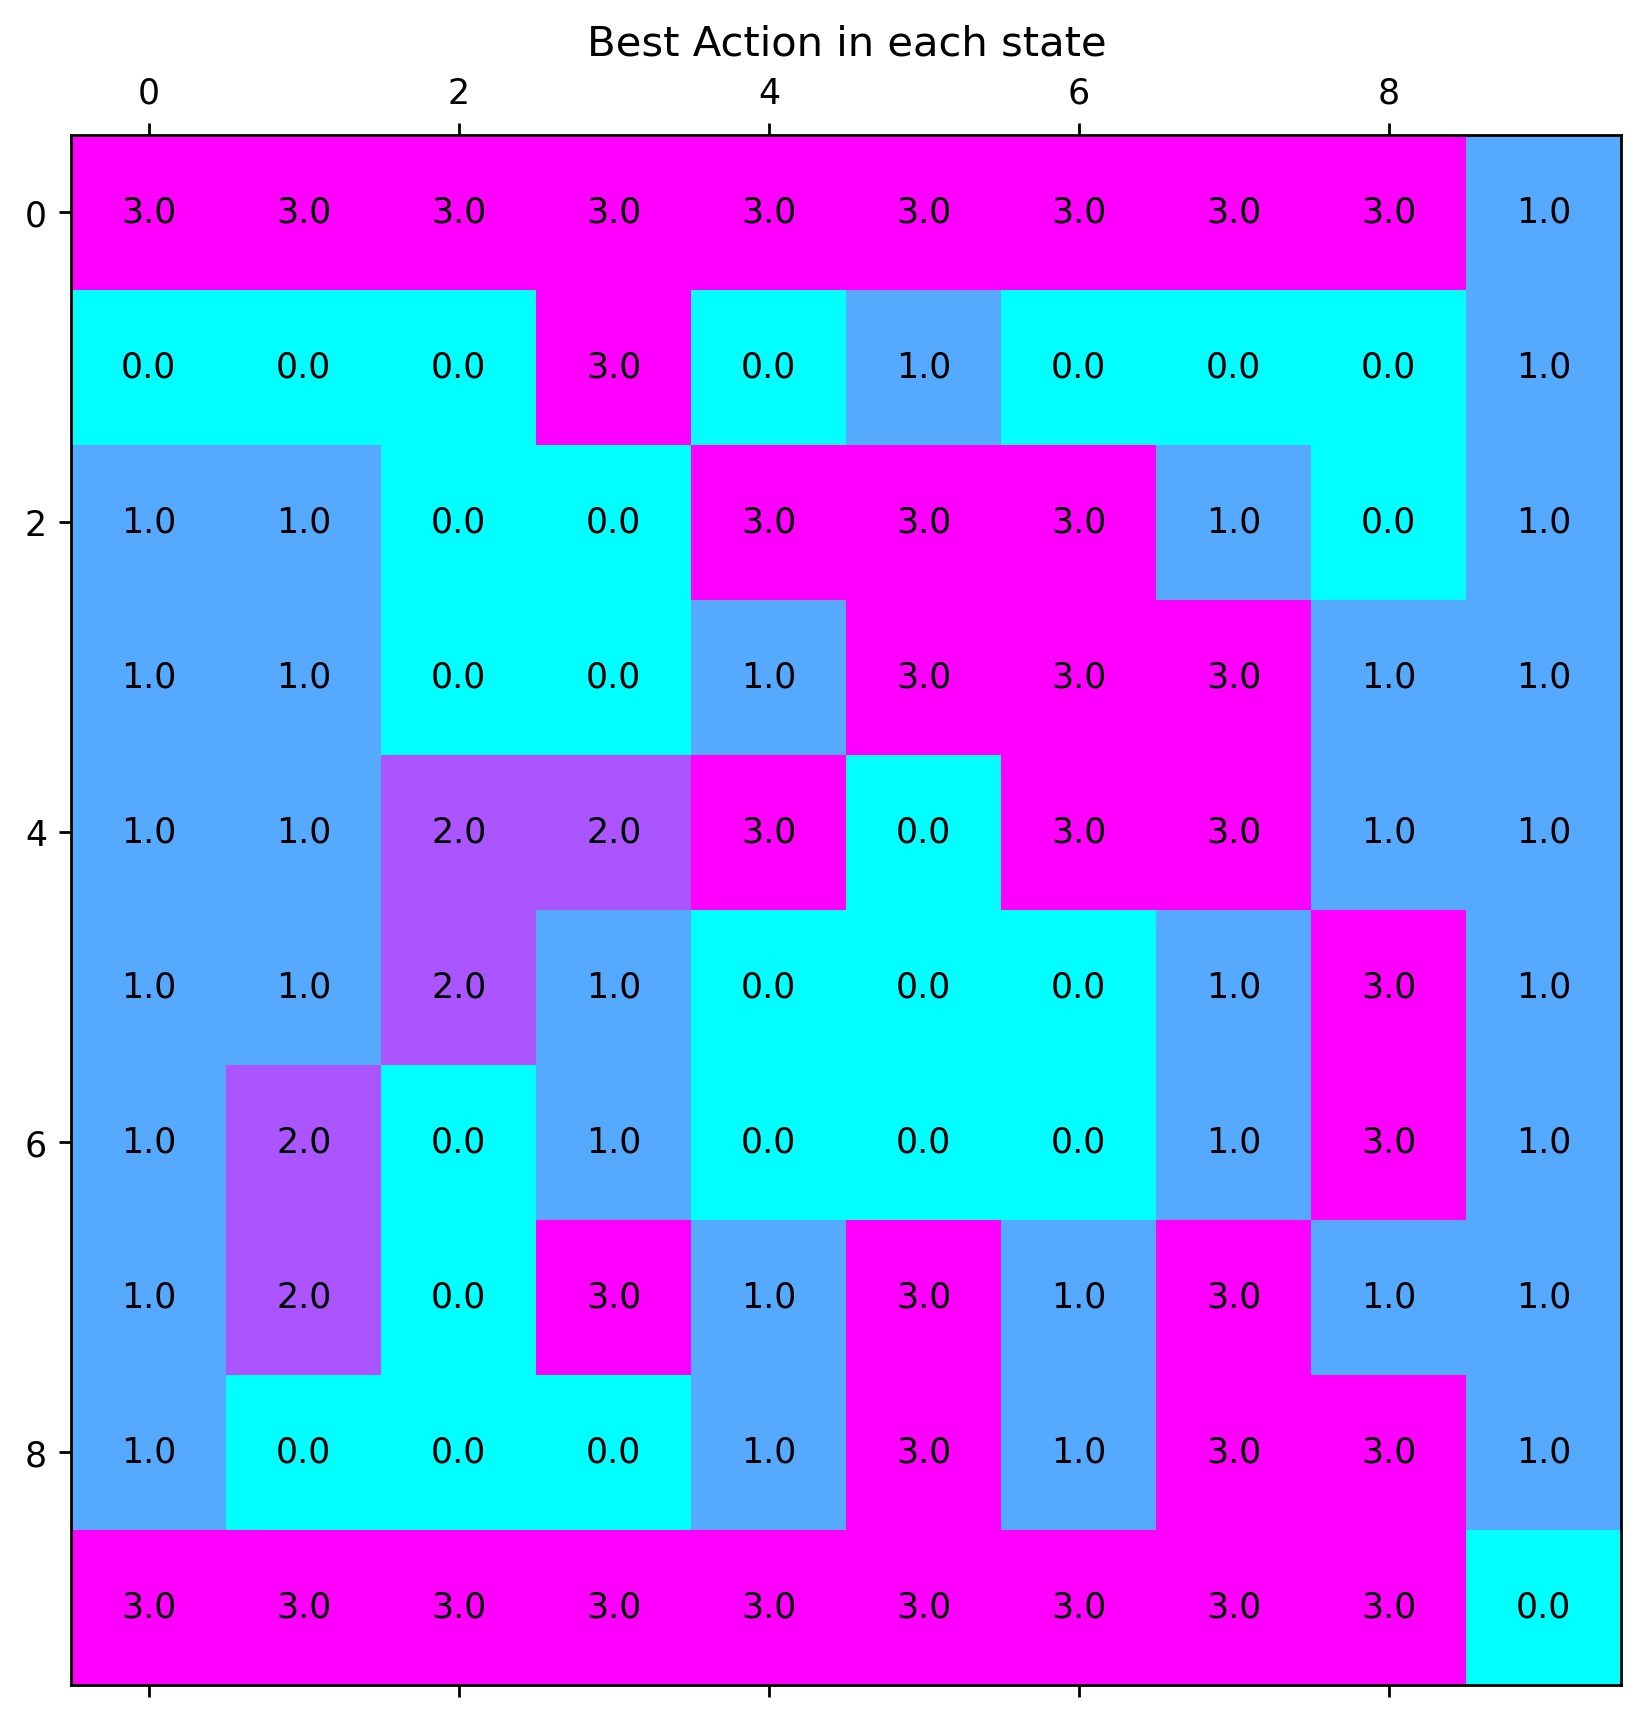 Best Action in each state
0 2 4 6 8
0 3.0 3.0 3.0 3.0 3.0 3.0 3.0 3.0 3.0 1.0
0.0 0.0 0.0 3.0 0.0 1.0 0.0 0.0 0.0 1.0
2 1.0 1.0 0.0 0.0 3.0 3.0 3.0 1.0 0.0 1.0
1.0 1.0 0.0 0.0 1.0 3.0 3.0 3.0 1.0 1.0
4 1.0 1.0 2.0 2.0 3.0 0.0 3.0 3.0 1.0 1.0
1.0 1.0 2.0 1.0 0.0 0.0 0.0 1.0 3.0 1.0
6 1.0 2.0 0.0 1.0 0.0 0.0 0.0 1.0 3.0 1.0
1.0 2.0 0.0 3.0 1.0 3.0 1.0 3.0 1.0 1.0
8 1.0 0.0 0.0 0.0 1.0 3.0 1.0 3.0 3.0 1.0
3.0 3.0 3.0 3.0 3.0 3.0 3.0 3.0 3.0 0.0